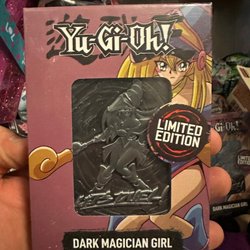 Yu-Gi-Oh!
LIMITED
EDITION
DARK MAGICIAN GIRL